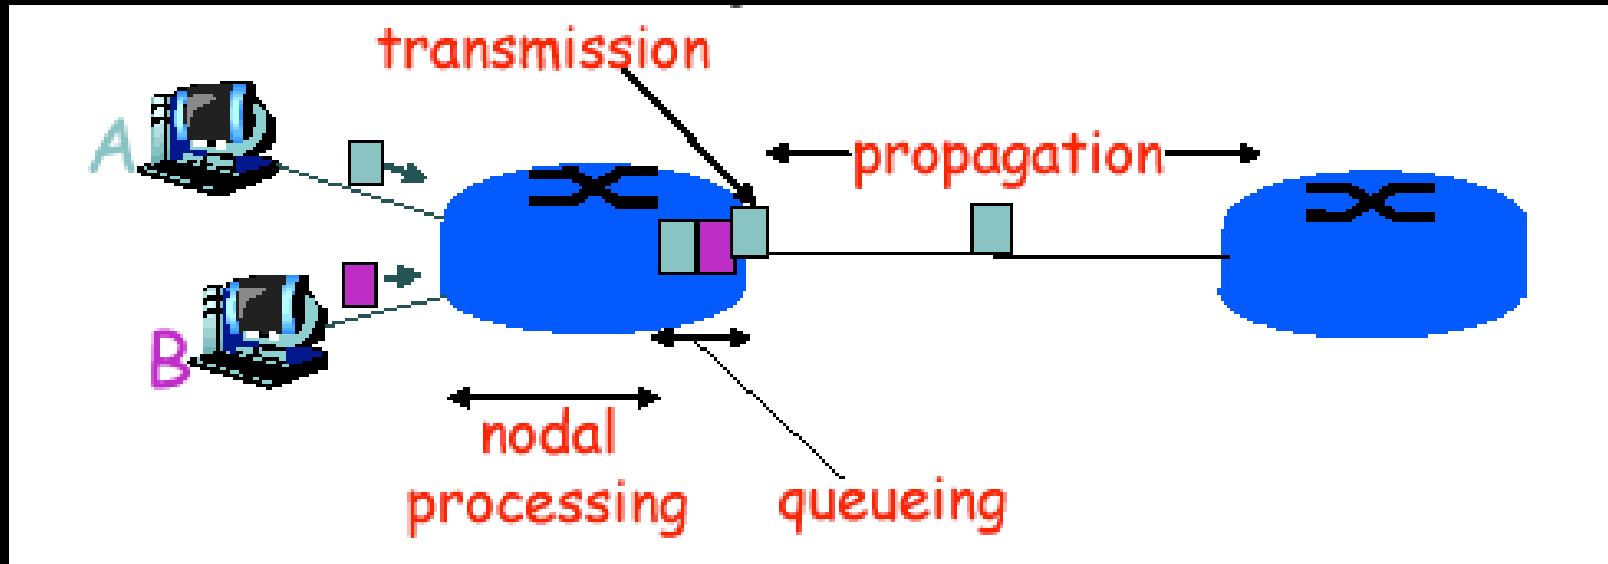 transmission
A
propagation
B
nodal
processing
queueing